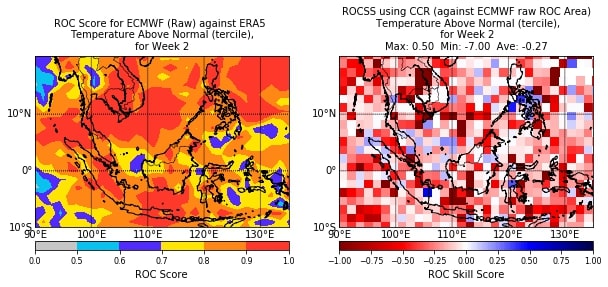 ROC Score for ECMWF (Raw) against ERA5
Temperature Above Normal (tercile),
for Week 2
10°N
0°
10°S
90°E 100°E 110°E 120°E 130°E
0.0 0.5 0.6 0.7 0.8 0.9 1.0
ROC Score
ROCSS using CCR (against ECMWF raw ROC Area)
Temperature Above Normal (tercile),
for Week 2
Max: 0.50 Min: -7.00 Ave: -0.27
10°N
0°
10°S
90°E 100°E 110°E 120°E 130°E
−1.00 −0.75 −0.50 −0.25 0.00 0.25 0.50 0.75 1.00
ROC Skill Score